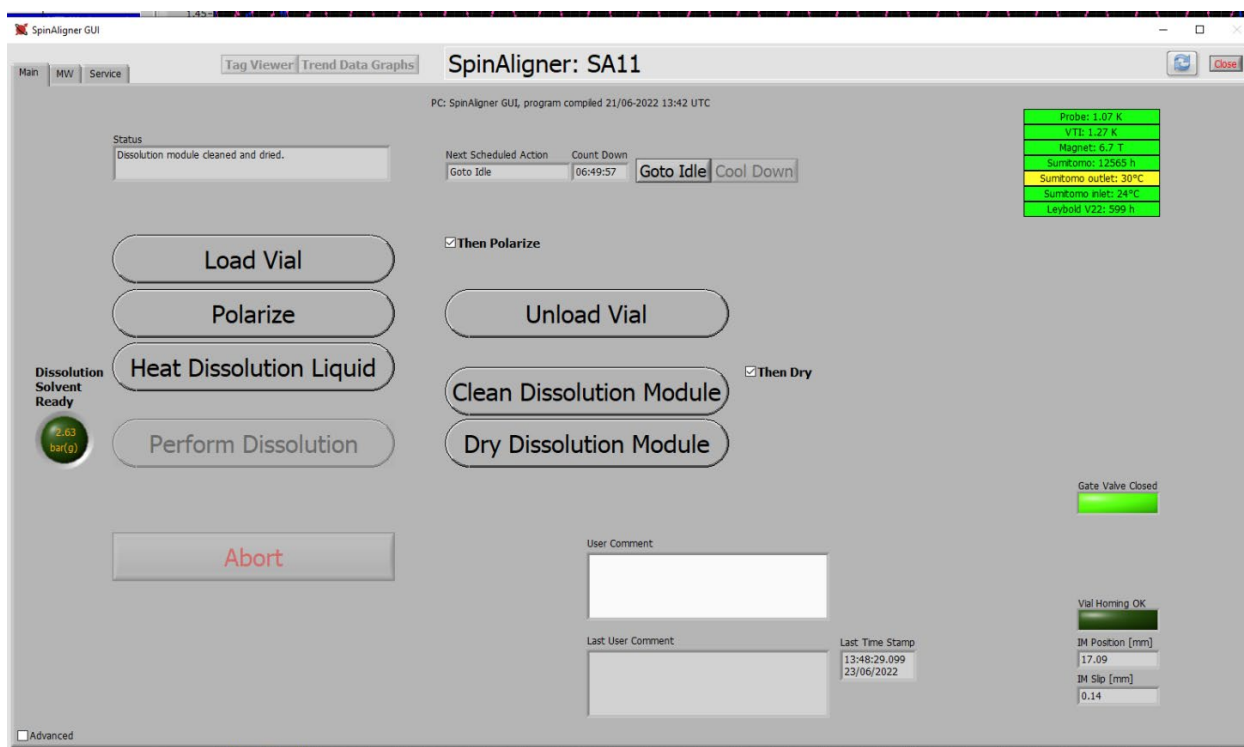 1.45
SpinAligner GUI
Main MW Service
Tag Viewer Trend Data Graphs
SpinAligner: SA11
Close
PC: SpinAligner GUI, program compiled 21/06-2022 13:42 UTC
Status
Dissolution module cleaned and dried.
Next Scheduled Action
Goto Idle
Count Down
06:49:57
Goto Idle
Cool Down
Probe: 1.07 K
VTI: 1.27 K
Magnet: 6.7 T
Sumitomo: 12565 h
Sumitomo outlet: 30°C
Sumitomo inlet: 24°C
Leybold V22: 599 h
Load Vial
Then Polarize
Polarize
Unload Vial
Heat Dissolution Liquid
Then Dry
Clean Dissolution Module
Dissolution
Solvent
Ready
2.63
bar(g)
Perform Dissolution
Dry Dissolution Module
Gate Valve Closed
Abort
User Comment
Vial Homing OK
Last User Comment
Last Time Stamp
13:48:29.099
23/06/2022
IM Position [mm]
17.09
IM Slip [mm]
0.14
Advanced